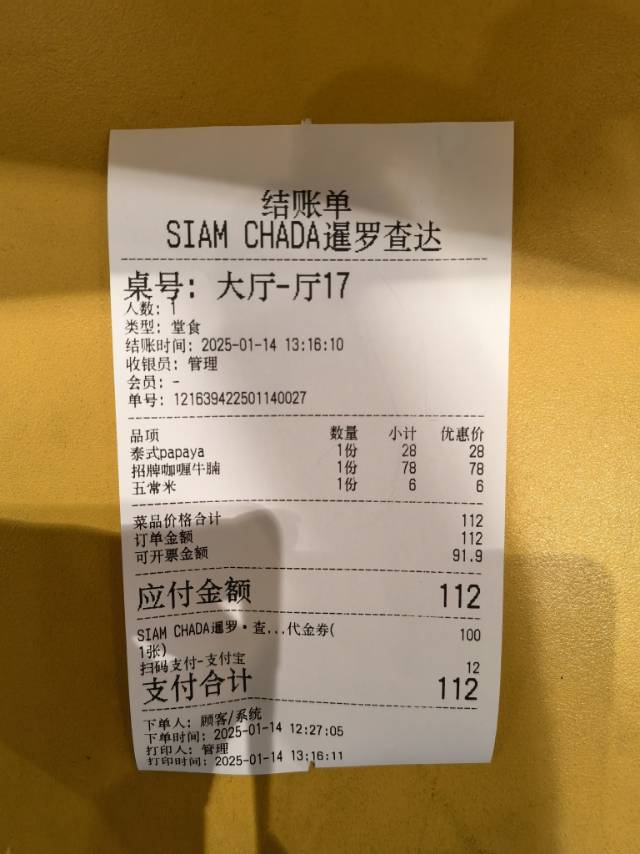 结账单
SIAM CHADA暹罗查达
桌号: 大厅-厅17
人数: 1
类型: 堂食
结账时间: 2025-01-14 13:16:10
收银员: 管理
会员: -
单号: 121639422501140027
品项 数量 小计 优惠价
泰式papaya 1份 28 28
招牌咖喱牛腩 1份 78 78
五常米 1份 6 6
菜品价格合计 112
订单金额 112
可开票金额 91.9
应付金额 112
SIAM CHADA暹罗·查...代金券( 100
1张)
扫码支付-支付宝 12
支付合计 112
下单人: 顾客/系统
下单时间: 2025-01-14 12:27:05
打印人: 管理
打印时间: 2025-01-14 13:16:11